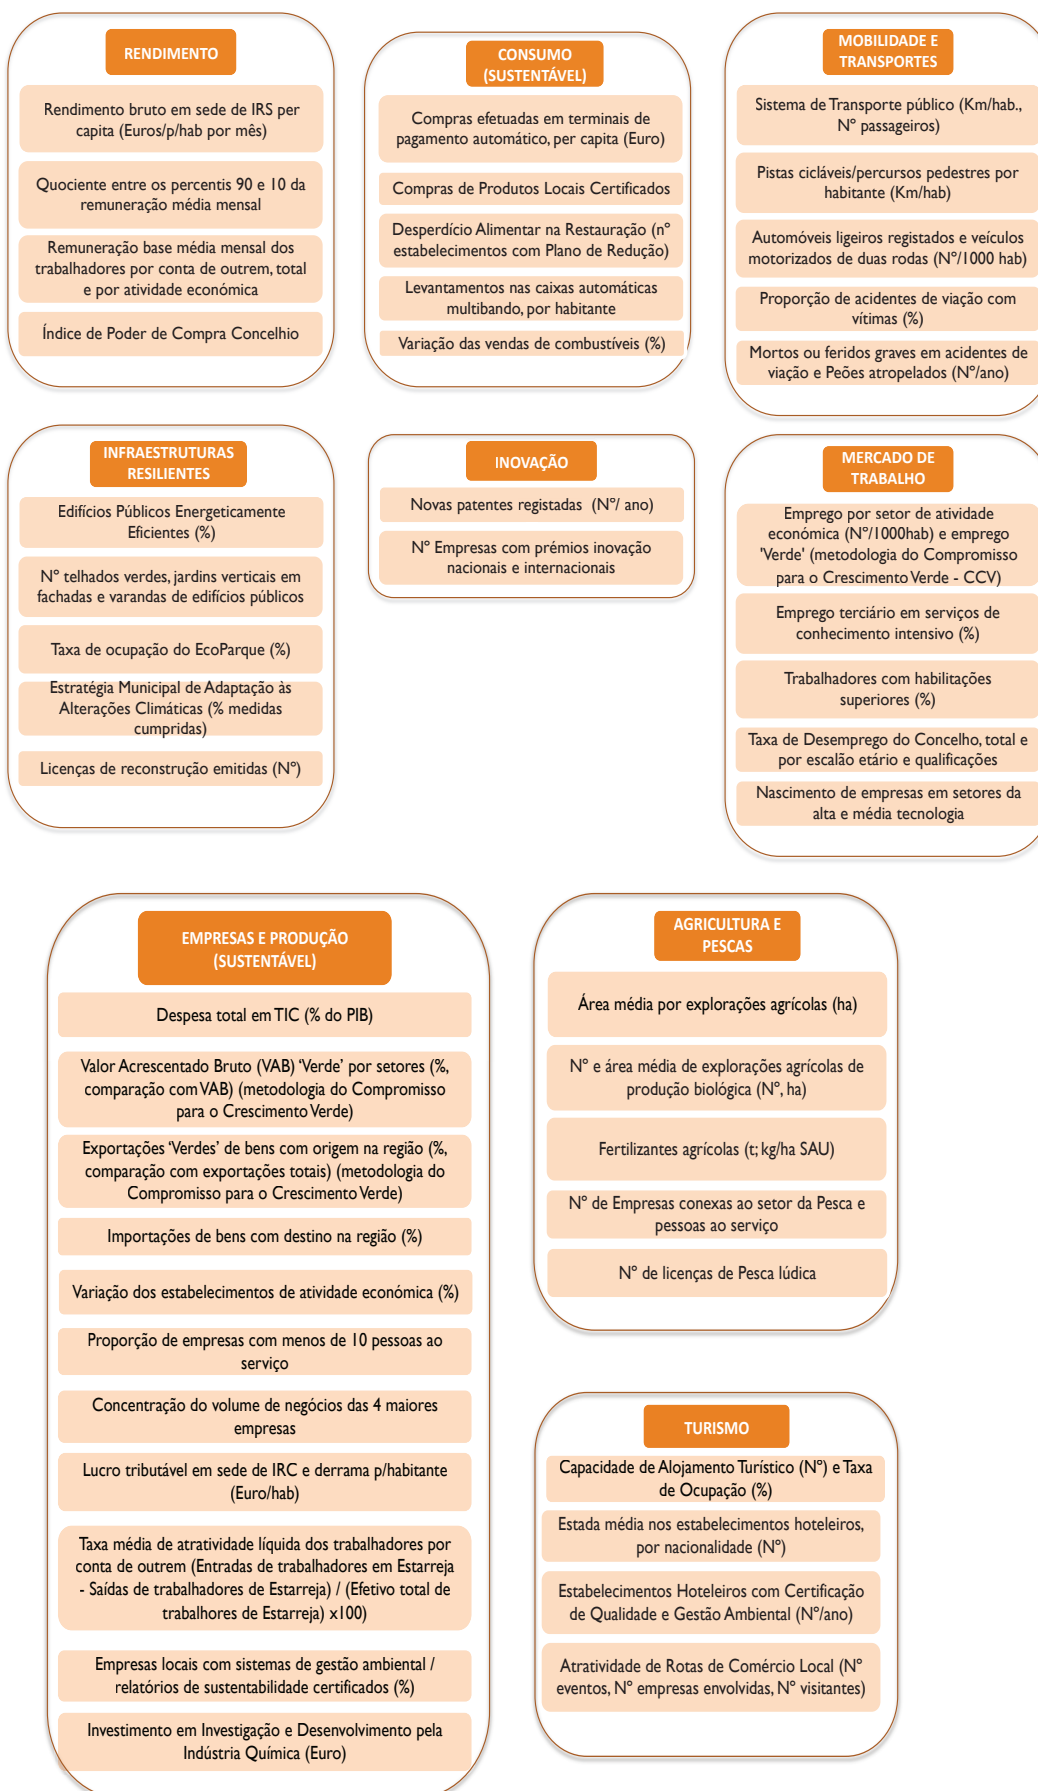 RENDIMENTO
Rendimento bruto em sede de IRS per
capita (Euros/p/hab por mês)
Quociente entre os percentis 90 e 10 da
remuneração média mensal
Remuneração base média mensal dos
trabalhadores por conta de outrem, total
e por atividade económica
Índice de Poder de Compra Concelhio
CONSUMO
(SUSTENTÁVEL)
Compras efetuadas em terminais de
pagamento automático, per capita (Euro)
Compras de Produtos Locais Certificados
Desperdício Alimentar na Restauração (nº
estabelecimentos com Plano de Redução)
Levantamentos nas caixas automáticas
multibando, por habitante
Variação das vendas de combustíveis (%)
MOBILIDADE E
TRANSPORTES
Sistema de Transporte público (Km/hab.,
Nº passageiros)
Pistas cicláveis/percursos pedestres por
habitante (Km/hab)
Automóveis ligeiros registados e veículos
motorizados de duas rodas (Nº/1000 hab)
Proporção de acidentes de viação com
vítimas (%)
Mortos ou feridos graves em acidentes de
viação e Peões atropelados (Nº/ano)
INFRAESTRUTURAS
RESILIENTES
Edifícios Públicos Energeticamente
Eficientes (%)
Nº telhados verdes, jardins verticais em
fachadas e varandas de edifícios públicos
Taxa de ocupação do EcoParque (%)
Estratégia Municipal de Adaptação às
Alterações Climáticas (% medidas
cumpridas)
Licenças de reconstrução emitidas (Nº)
INOVAÇÃO
Novas patentes registadas (Nº/ ano)
Nº Empresas com prémios inovação
nacionais e internacionais
MERCADO DE
TRABALHO
Emprego por setor de atividade
económica (Nº/1000hab) e emprego
'Verde' (metodologia do Compromisso
para o Crescimento Verde - CCV)
Emprego terciário em serviços de
conhecimento intensivo (%)
Trabalhadores com habilitações
superiores (%)
Taxa de Desemprego do Concelho, total e
por escalão etário e qualificações
Nascimento de empresas em setores da
alta e média tecnologia
EMPRESAS E PRODUÇÃO
(SUSTENTÁVEL)
Despesa total em TIC (% do PIB)
Valor Acrescentado Bruto (VAB) ‘Verde’ por setores (%,
comparação com VAB) (metodologia do Compromisso
para o Crescimento Verde)
Exportações ‘Verdes’ de bens com origem na região (%,
comparação com exportações totais) (metodologia do
Compromisso para o Crescimento Verde)
Importações de bens com destino na região (%)
Variação dos estabelecimentos de atividade económica (%)
Proporção de empresas com menos de 10 pessoas ao
serviço
Concentração do volume de negócios das 4 maiores
empresas
Lucro tributável em sede de IRC e derrama p/habitante
(Euro/hab)
Taxa média de atratividade líquida dos trabalhadores por
conta de outrem (Entradas de trabalhadores em Estarreja
- Saídas de trabalhadores de Estarreja) / (Efetivo total de
trabalhores de Estarreja) x100)
Empresas locais com sistemas de gestão ambiental /
relatórios de sustentabilidade certificados (%)
Investimento em Investigação e Desenvolvimento pela
Indústria Química (Euro)
AGRICULTURA E
PESCAS
Área média por explorações agrícolas (ha)
Nº e área média de explorações agrícolas de
produção biológica (Nº, ha)
Fertilizantes agrícolas (t; kg/ha SAU)
Nº de Empresas conexas ao setor da Pesca e
pessoas ao serviço
Nº de licenças de Pesca lúdica
TURISMO
Capacidade de Alojamento Turístico (Nº) e Taxa
de Ocupação (%)
Estada média nos estabelecimentos hoteleiros,
por nacionalidade (Nº)
Estabelecimentos Hoteleiros com Certificação
de Qualidade e Gestão Ambiental (Nº/ano)
Atratividade de Rotas de Comércio Local (Nº
eventos, Nº empresas envolvidas, Nº visitantes)